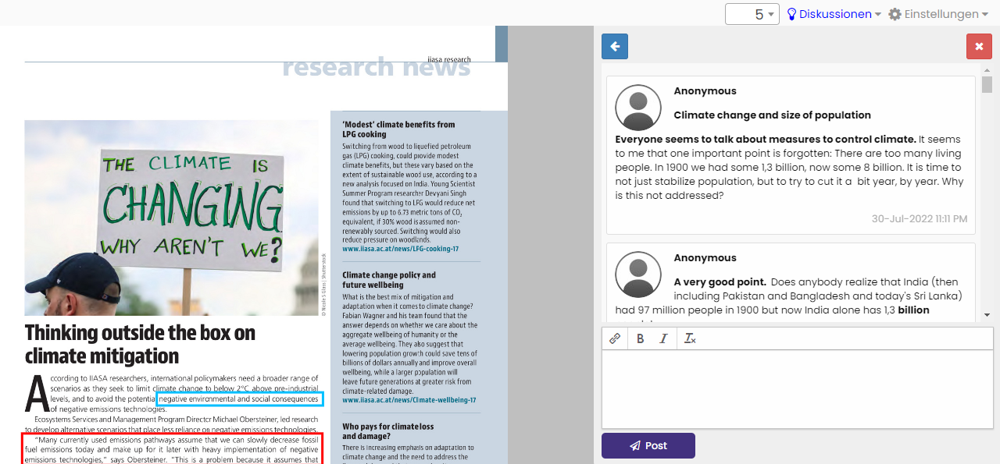 5
Diskussionen
Einstellungen
iiasa research
research news
THE CLIMATE IS
CHANGING
WHY AREN'T WE?
© Nicole S Glass | Shutterstock
Thinking outside the box on
climate mitigation
According to IIASA researchers, international policymakers need a broader range of
scenarios as they seek to limit climate change to below 2°C above pre-industrial
levels, and to avoid the potential negative environmental and social consequences
of negative emissions technologies.
Ecosystems Services and Management Program Director Michael Obersteiner, led research
to develop alternative scenarios that place less reliance on negative emissions technologies.
“Many currently used emissions pathways assume that we can slowly decrease fossil
fuel emissions today and make up for it later with heavy implementation of negative
emissions technologies,” says Obersteiner. “This is a problem because it assumes that
‘Modest’ climate benefits from
LPG cooking
Switching from wood to liquefied petroleum
gas (LPG) cooking, could provide modest
climate benefits, but these vary based on the
extent of sustainable wood use, according to a
new analysis focused on India. Young Scientist
Summer Program researcher Devyani Singh
found that switching to LPG would reduce net
emissions by up to 6.73 metric tons of CO₂
equivalent, if 30% wood is assumed non-
renewably sourced. Switching would also
reduce pressure on woodlands.
www.iiasa.ac.at/news/LFG-cooking-17
Climate change policy and
future wellbeing
What is the best mix of mitigation and
adaptation when it comes to climate change?
Fabian Wagner and his team found that the
answer depends on whether we care about the
aggregate wellbeing of humanity or the
average wellbeing. They also suggest that
lowering population growth could save tens of
billions of dollars annually and improve overall
wellbeing, while a larger population will
leave future generations at greater risk from
climate-related damage.
www.iiasa.ac.at/news/Climate-wellbeing-17
Who pays for climate loss
and damage?
There is increasing emphasis on adaptation to
climate change and the need to address the
Anonymous
Climate change and size of population
Everyone seems to talk about measures to control climate. It seems
to me that one important point is forgotten: There are too many living
people. In 1900 we had some 1,3 billion, now some 8 billion. It is time to
not just stabilize population, but to try to cut it a bit year, by year. Why
is this not addressed?
30-Jul-2022 11:11 PM
Anonymous
A very good point. Does anybody realize that India (then
including Pakistan and Bangladesh and today's Sri Lanka)
had 97 million people in 1900 but now India alone has 1,3 billion
B I Tx
Post